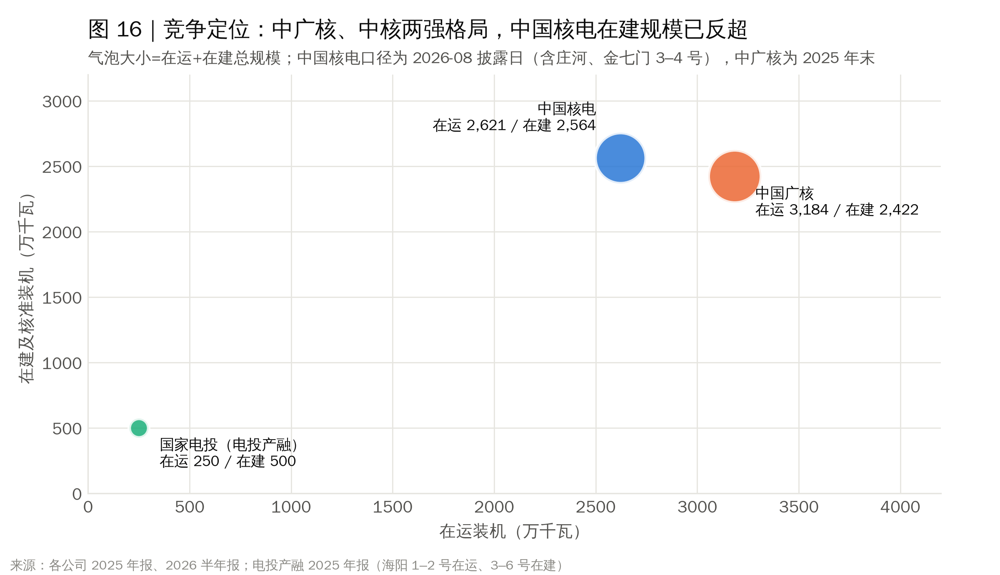 图 16｜竞争定位：中广核、中核两强格局，中国核电在建规模已反超
气泡大小=在运+在建总规模；中国核电口径为 2026-08 披露日（含庄河、金七门 3–4 号），中广核为 2025 年末
在建及核准装机（万千瓦）
3000
2500
2000
1500
1000
500
0
中国核电
在运 2,621 / 在建 2,564
中国广核
在运 3,184 / 在建 2,422
国家电投（电投产融）
在运 250 / 在建 500
0
500
1000
1500
2000
2500
3000
3500
4000
在运装机（万千瓦）
来源：各公司 2025 年报、2026 半年报；电投产融 2025 年报（海阳 1–2 号在运、3–6 号在建）